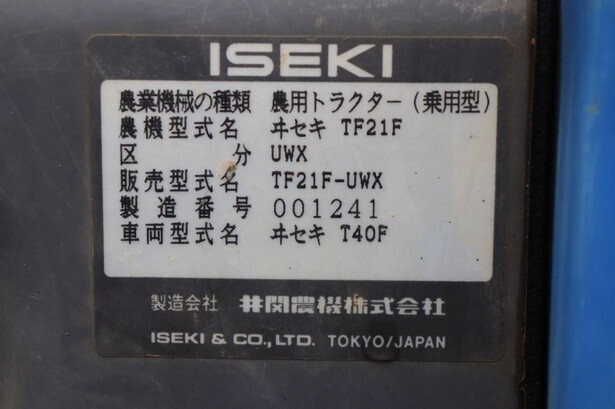 ISEKI
農業機械の種類 農用トラクター(乗用型)
農機型式名 ヰセキ TF21F
区分 UWX
販売型式名 TF21F-UWX
製造番号 001241
車両型式名 ヰセキ T40F
製造会社 井関農機株式会社
ISEKI & CO.,LTD. TOKYO/JAPAN